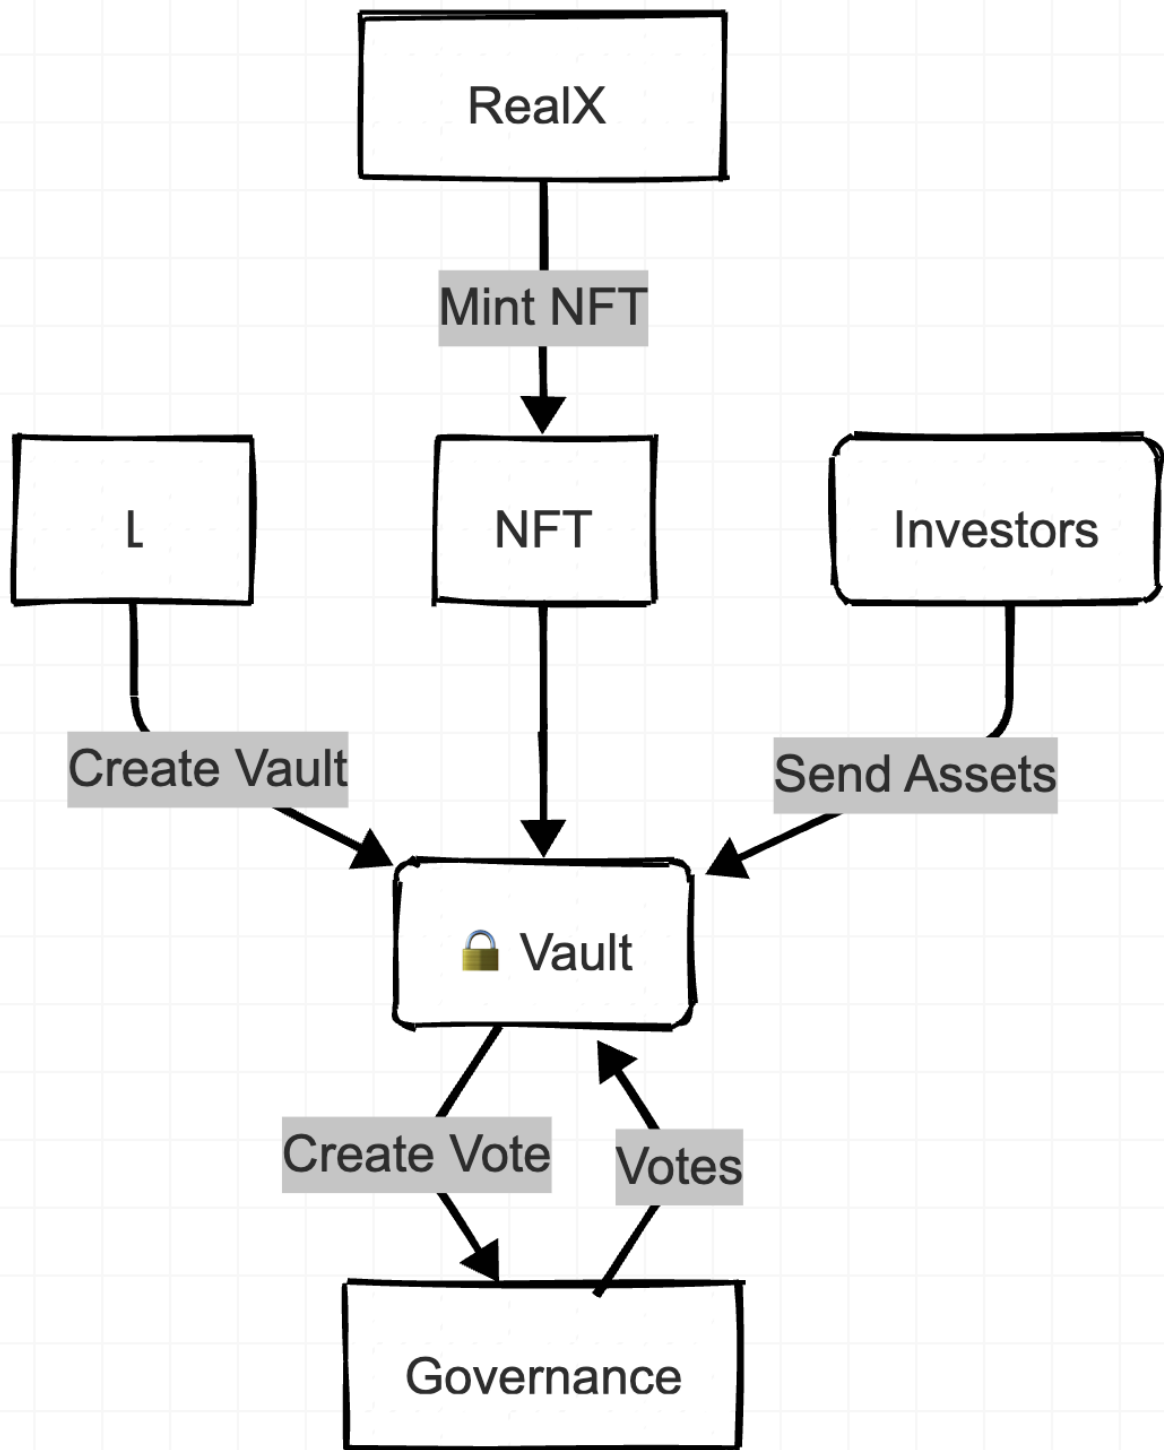 RealX
Mint NFT
L
NFT
Investors
Create Vault
Send Assets
🔒 Vault
Create Vote
Votes
Governance